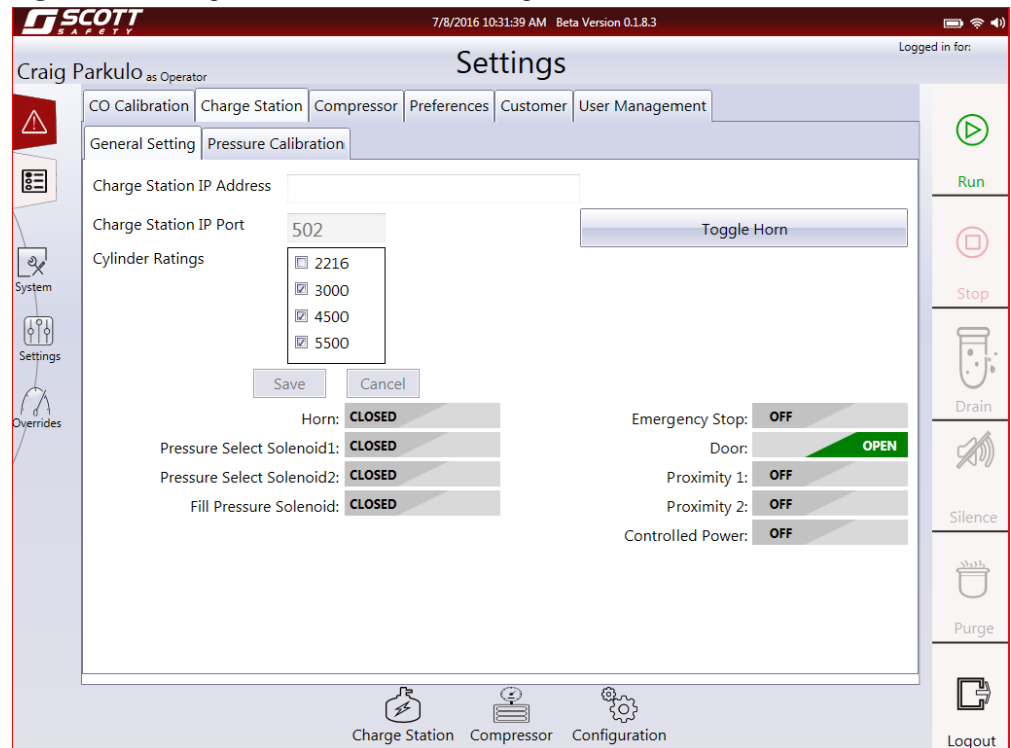 SCOTT
SAFETY
7/8/2016 10:31:39 AM Beta Version 0.1.8.3
Logged in for:
Craig Parkulo as Operator
Settings
CO Calibration Charge Station Compressor Preferences Customer User Management
General Setting Pressure Calibration
Charge Station IP Address
Charge Station IP Port 502
Toggle Horn
Cylinder Ratings
2216
3000
4500
5500
Save Cancel
Horn: CLOSED
Pressure Select Solenoid1: CLOSED
Pressure Select Solenoid2: CLOSED
Fill Pressure Solenoid: CLOSED
Emergency Stop: OFF
Door: OPEN
Proximity 1: OFF
Proximity 2: OFF
Controlled Power: OFF
System
Settings
Overrides
Run
Stop
Drain
Silence
Purge
Logout
Charge Station Compressor Configuration